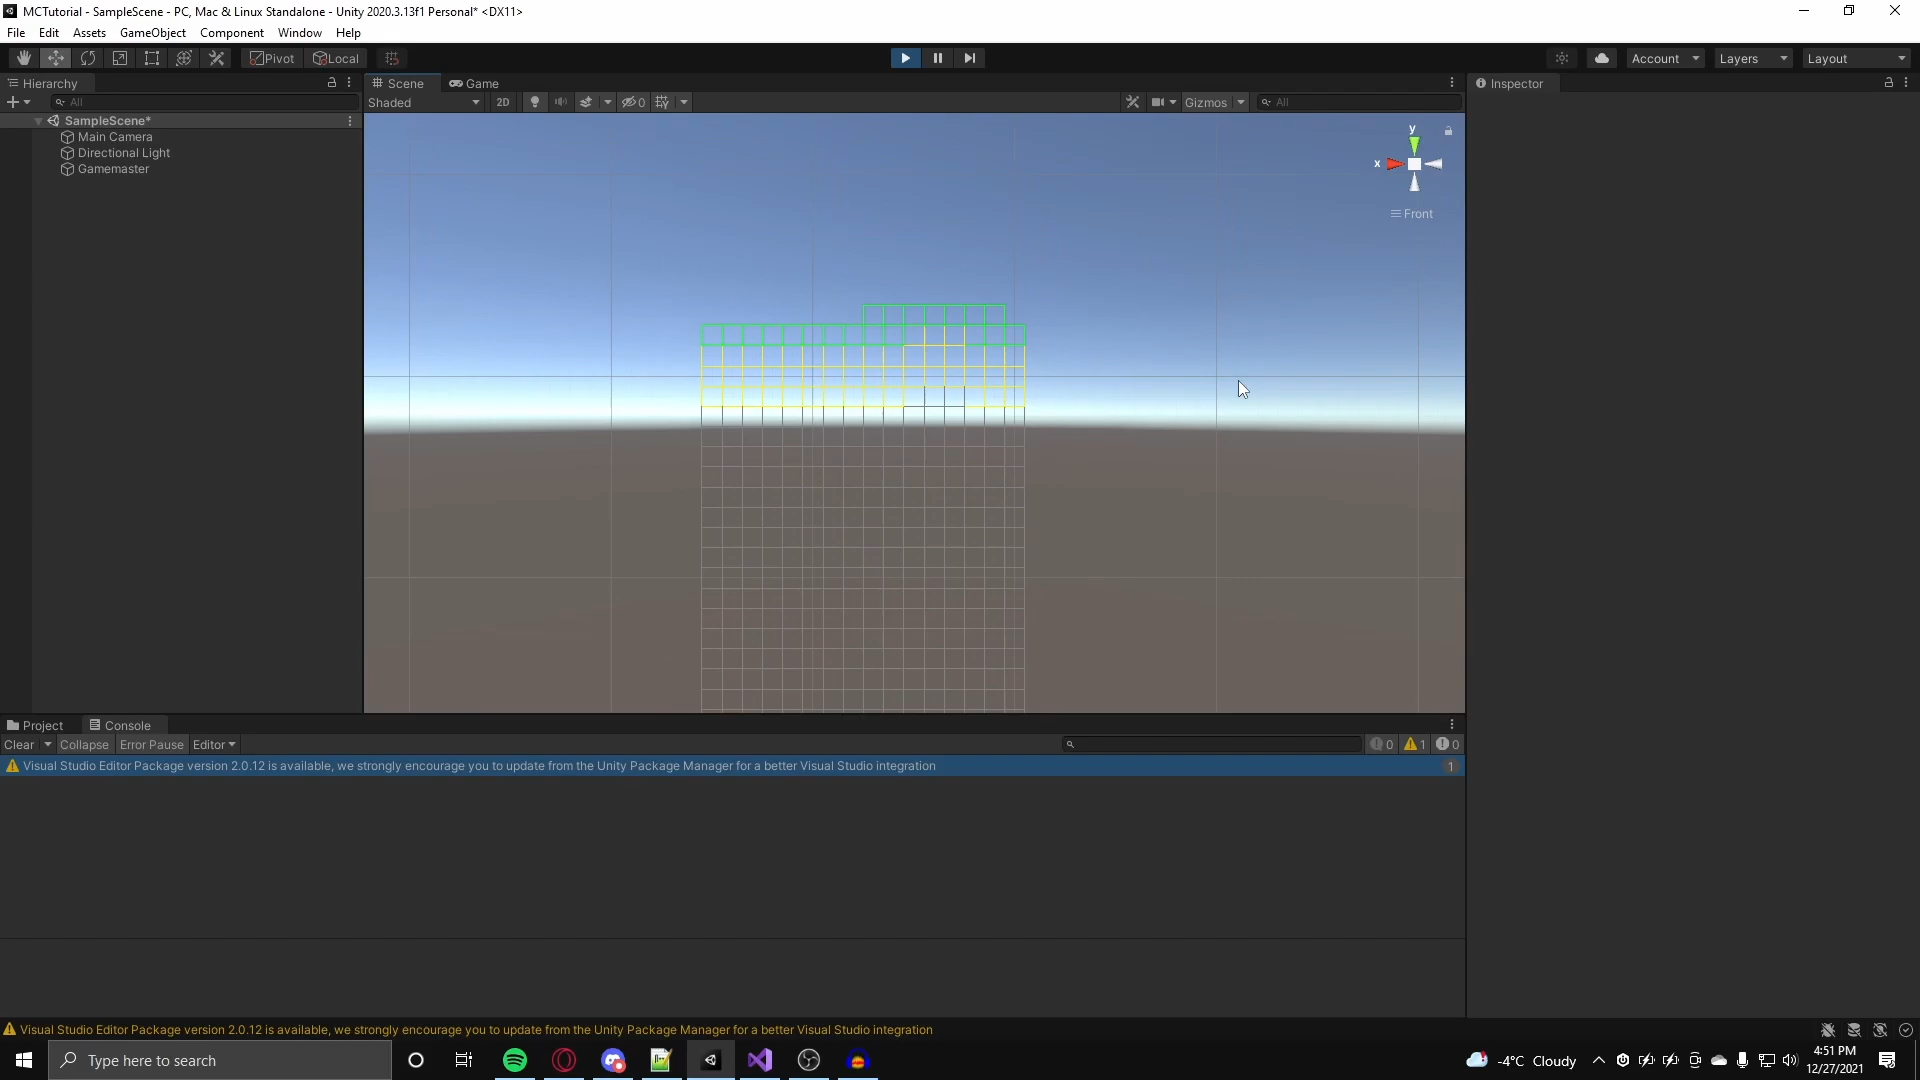 MCTutorial - SampleScene - PC, Mac & Linux Standalone - Unity 2020.3.13f1 Personal* <DX11>
File Edit Assets GameObject Component Window Help
Pivot Local Account Layers Layout
Hierarchy Scene Game Inspector
All Shaded 2D 0 Gizmos All
SampleScene*
Main Camera
Directional Light
Gamemaster
y
x
Front
Project Console
Clear Collapse Error Pause Editor 0 1 0
Visual Studio Editor Package version 2.0.12 is available, we strongly encourage you to update from the Unity Package Manager for a better Visual Studio integration 1
Visual Studio Editor Package version 2.0.12 is available, we strongly encourage you to update from the Unity Package Manager for a better Visual Studio integration
Type here to search -4°C Cloudy 4:51 PM
12/27/2021